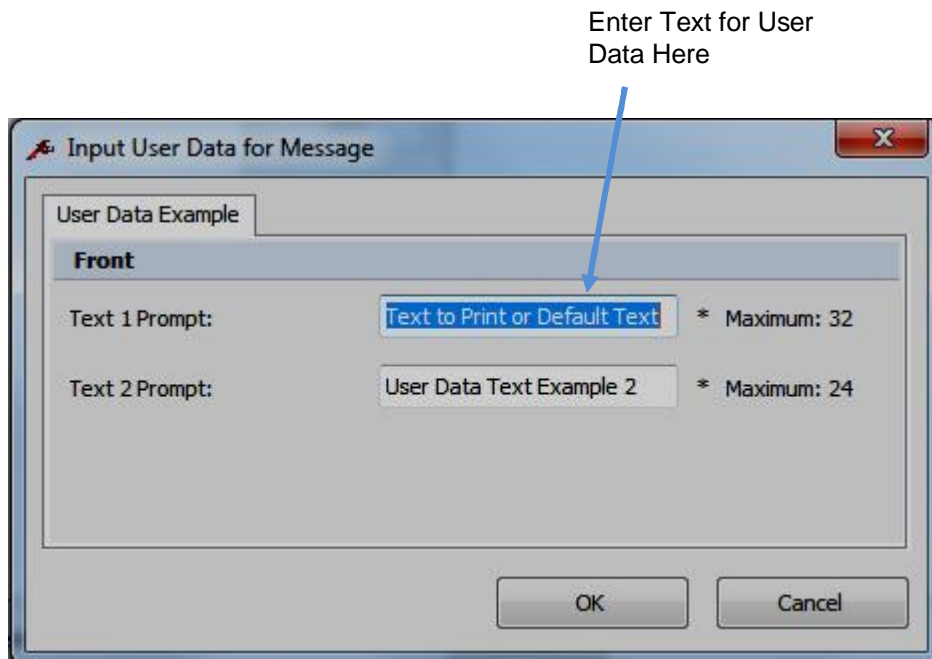 Enter Text for User
Data Here
Input User Data for Message
User Data Example
Front
Text 1 Prompt: Text to Print or Default Text * Maximum: 32
Text 2 Prompt: User Data Text Example 2 * Maximum: 24
OK Cancel